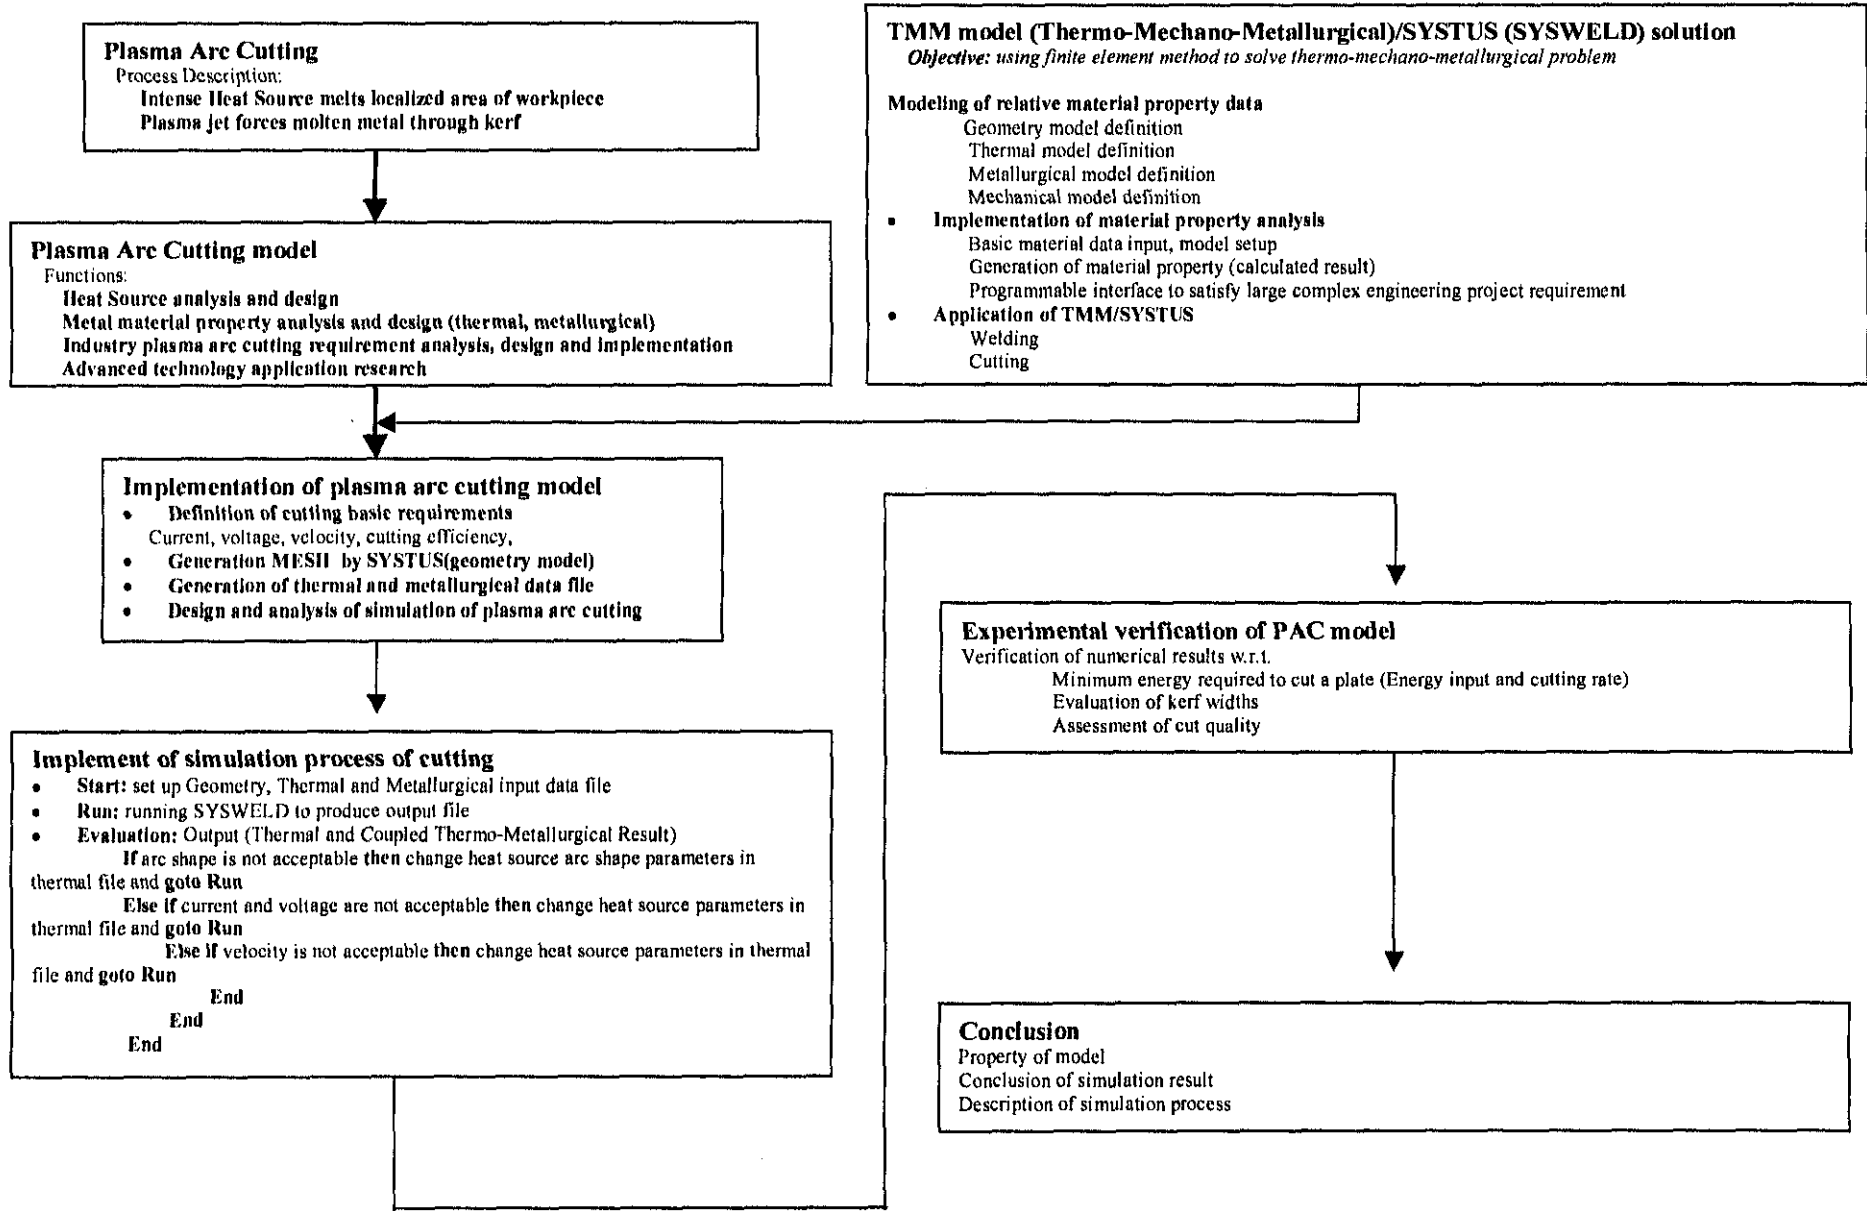 Plasma Arc Cutting
Process Description:
Intense Heat Source melts localized area of workpiece
Plasma jet forces molten metal through kerf
TMM model (Thermo-Mechano-Metallurgical)/SYSTUS (SYSWELD) solution
Objective: using finite element method to solve thermo-mechano-metallurgical problem
Modeling of relative material property data
Geometry model definition
Thermal model definition
Metallurgical model definition
Mechanical model definition
• Implementation of material property analysis
Basic material data input, model setup
Generation of material property (calculated result)
Programmable interface to satisfy large complex engineering project requirement
• Application of TMM/SYSTUS
Welding
Cutting
Plasma Arc Cutting model
Functions:
Heat Source analysis and design
Metal material property analysis and design (thermal, metallurgical)
Industry plasma arc cutting requirement analysis, design and implementation
Advanced technology application research
Implementation of plasma arc cutting model
• Definition of cutting basic requirements
Current, voltage, velocity, cutting efficiency,
• Generation MESH by SYSTUS(geometry model)
• Generation of thermal and metallurgical data file
• Design and analysis of simulation of plasma arc cutting
Implement of simulation process of cutting
• Start: set up Geometry, Thermal and Metallurgical input data file
• Run: running SYSWELD to produce output file
• Evaluation: Output (Thermal and Coupled Thermo-Metallurgical Result)
If arc shape is not acceptable then change heat source arc shape parameters in
thermal file and goto Run
Else if current and voltage are not acceptable then change heat source parameters in
thermal file and goto Run
Else if velocity is not acceptable then change heat source parameters in thermal
file and goto Run
End
End
End
Experimental verification of PAC model
Verification of numerical results w.r.t.
Minimum energy required to cut a plate (Energy input and cutting rate)
Evaluation of kerf widths
Assessment of cut quality
Conclusion
Property of model
Conclusion of simulation result
Description of simulation process